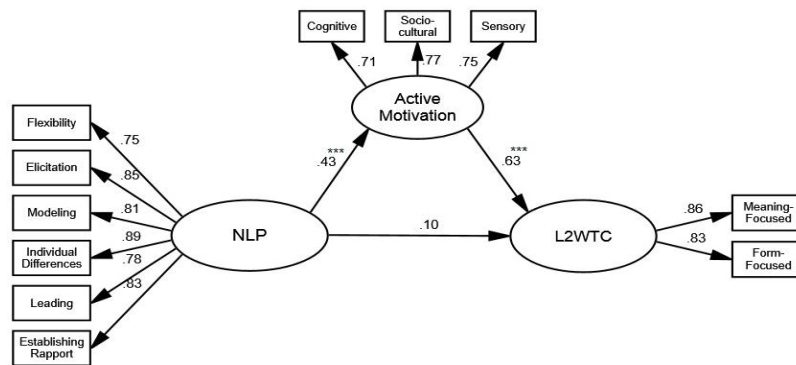 Cognitive
Socio-
cultural
Sensory
.71
.77
.75
Active
Motivation
Flexibility
Elicitation
Modeling
Individual
Differences
Leading
Establishing
Rapport
.75
.85
.81
.89
.78
.83
NLP
***
.43
***
.63
.10
L2WTC
.86
.83
Meaning-
Focused
Form-
Focused